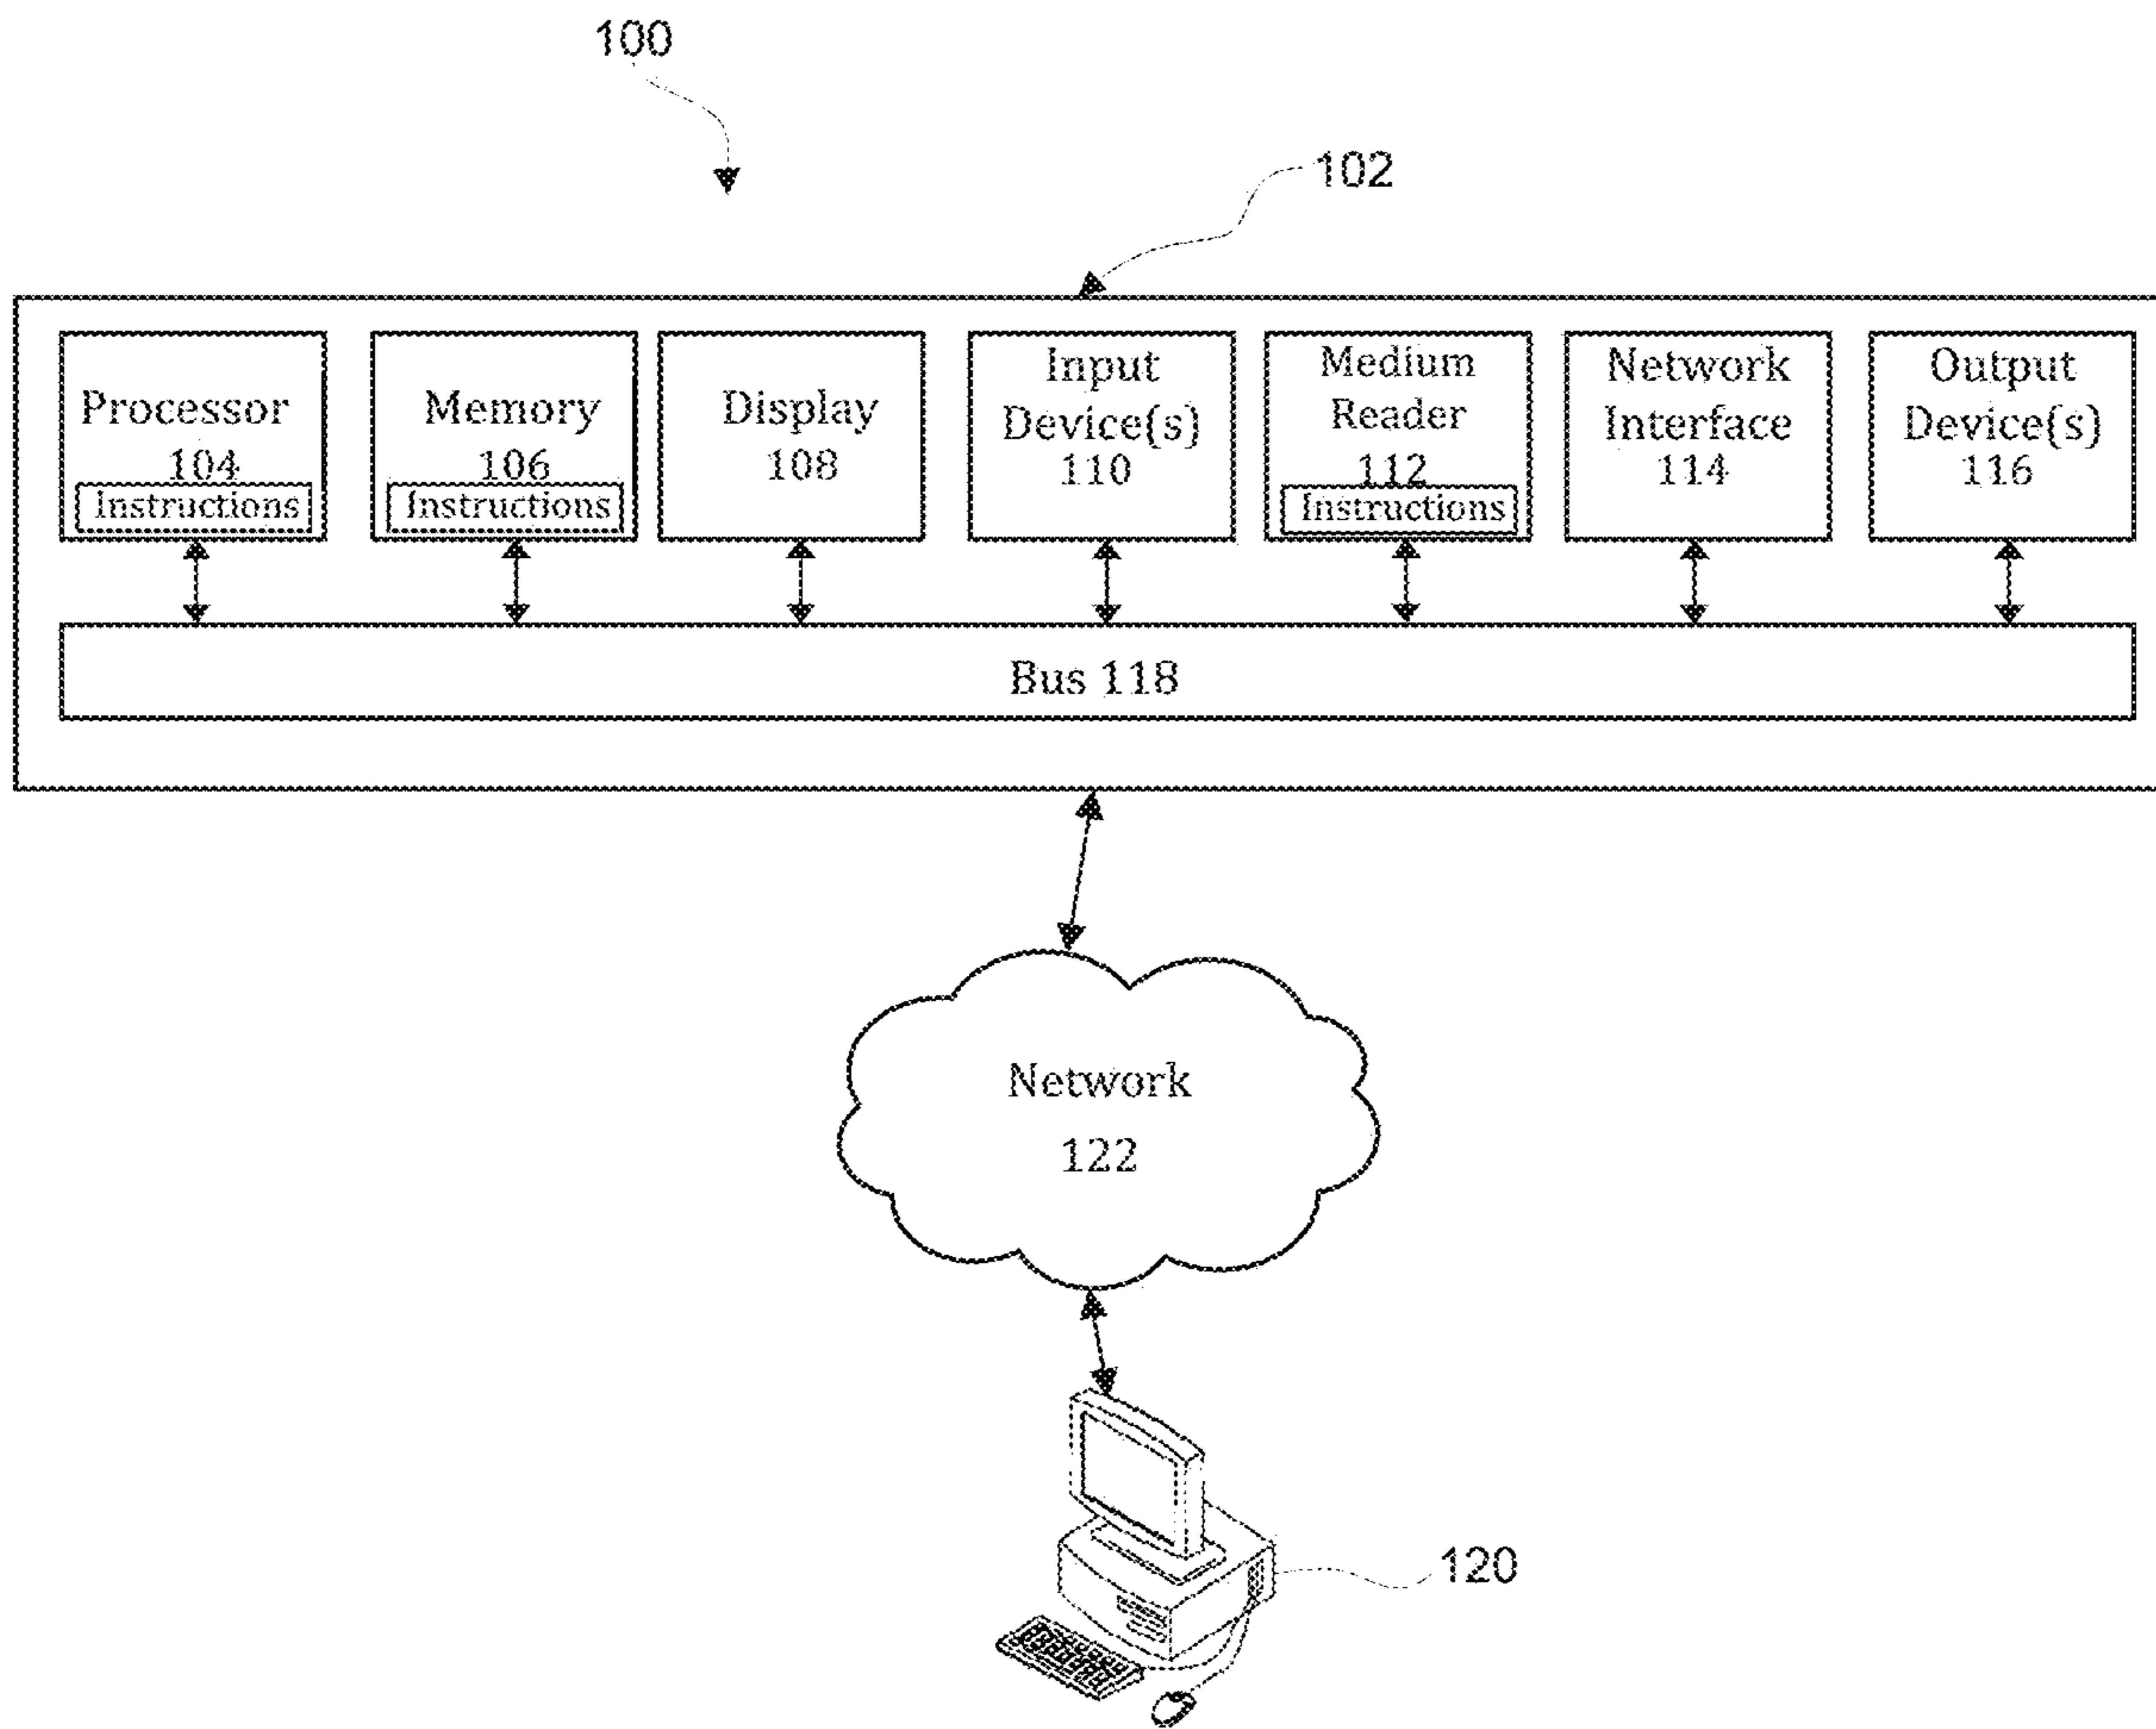 100
102
Processor
104
Instructions
Memory
106
Instructions
Display
108
Input
Device(s)
110
Medium
Reader
112
Instructions
Network
Interface
114
Output
Device(s)
116
Bus 118
Network
122
120